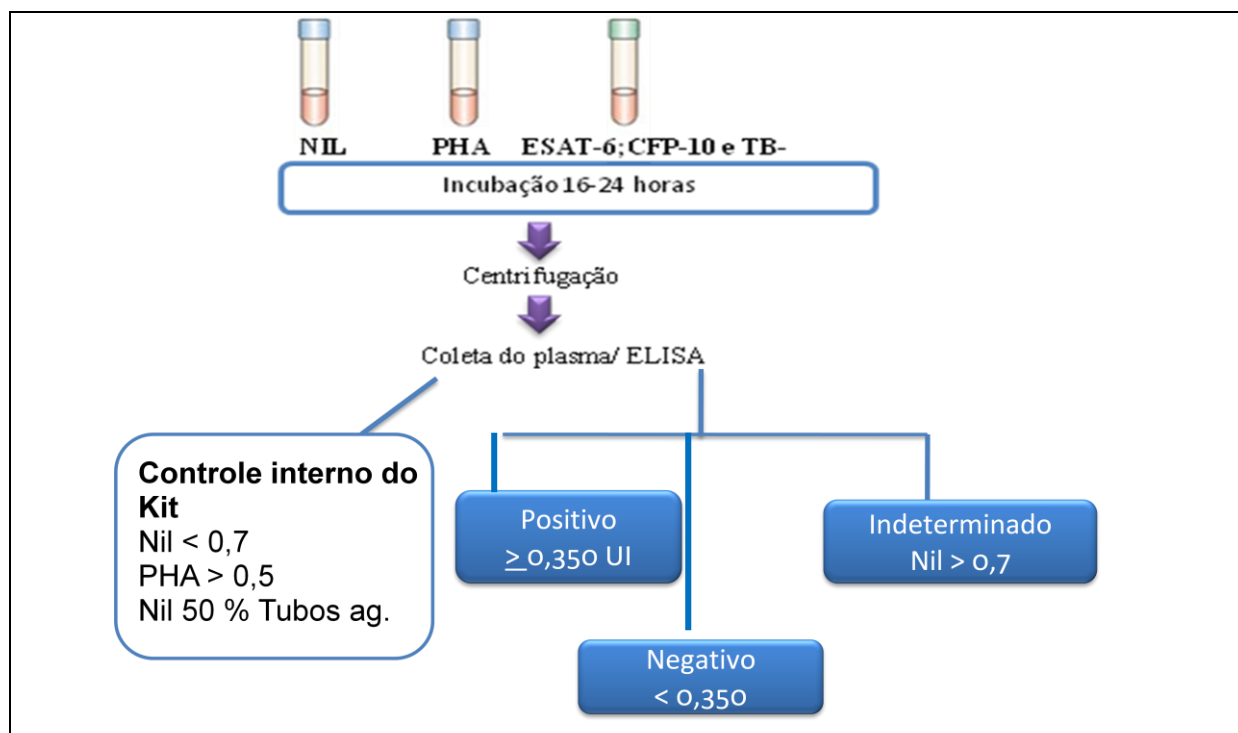 NIL PHA ESAT-6;CFP-10 e TB-
Incubação 16-24 horas
Centrifugação
Coleta do plasma/ ELISA
Controle interno do
Kit
Nil < 0,7
PHA > 0,5
Nil 50 % Tubos ag.
Positivo
≥ 0,350 UI
Negativo
< 0,350
Indeterminado
Nil > 0,7